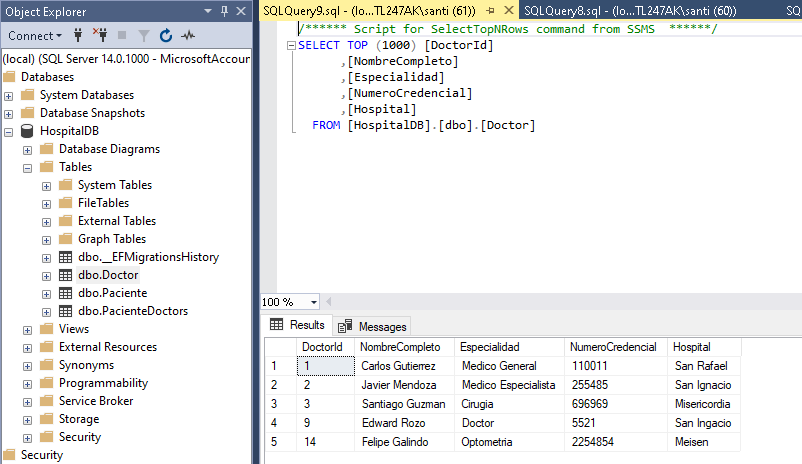 Object Explorer
Connect
(local) (SQL Server 14.0.1000 - MicrosoftAccoun
Databases
System Databases
Database Snapshots
HospitalDB
Database Diagrams
Tables
System Tables
FileTables
External Tables
Graph Tables
dbo.__EFMigrationsHistory
dbo.Doctor
dbo.Paciente
dbo.PacienteDoctors
Views
External Resources
Synonyms
Programmability
Service Broker
Storage
Security
Security
SQLQuery9.sql - (lo...TL247AK\santi (61)) SQLQuery8.sql - (lo...TL247AK\santi (60)) SQ
/****** Script for SelectTopNRows command from SSMS ******/
SELECT TOP (1000) [DoctorId]
,[NombreCompleto]
,[Especialidad]
,[NumeroCredencial]
,[Hospital]
FROM [HospitalDB].[dbo].[Doctor]
100 %
Results Messages
DoctorId NombreCompleto Especialidad NumeroCredencial Hospital
1 1 Carlos Gutierrez Medico General 110011 San Rafael
2 2 Javier Mendoza Medico Especialista 255485 San Ignacio
3 3 Santiago Guzman Cirugia 696969 Misericordia
4 9 Edward Rozo Doctor 5521 San Ingacio
5 14 Felipe Galindo Optometria 2254854 Meisen